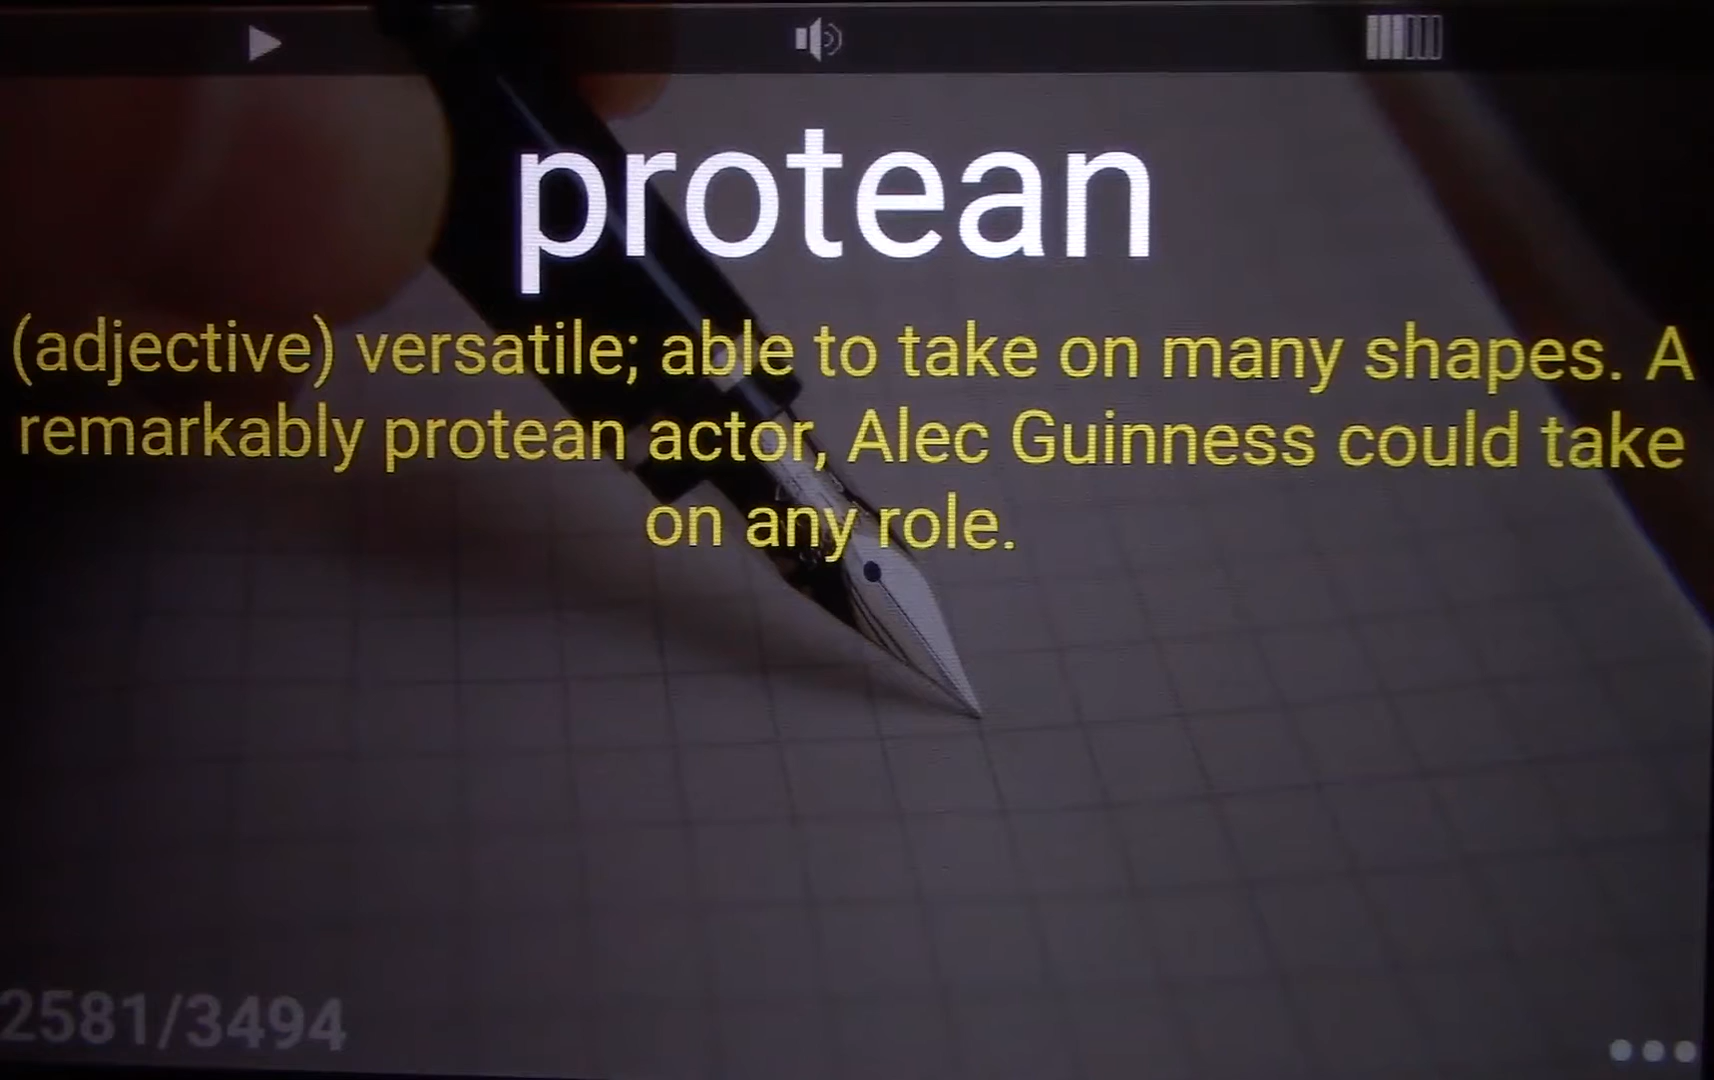 protean
(adjective) versatile; able to take on many shapes. A
remarkably protean actor, Alec Guinness could take
on any role.
2581/3494